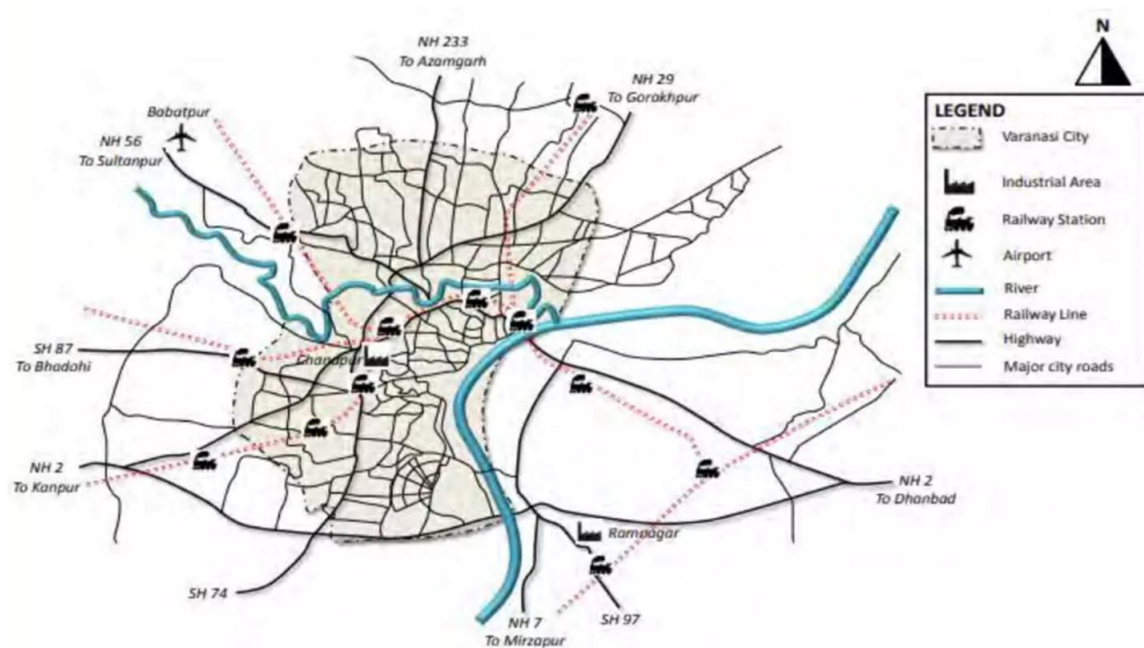 NH 233
To Azamgarh
N
NH 29
To Gorakhpur
Babatpur
NH 56
To Sultanpur
LEGEND
Varanasi City
Industrial Area
Railway Station
Airport
River
Railway Line
Highway
Major city roads
SH 87
To Bhadohi
Chandpur
NH 2
To Kanpur
NH 2
To Dhanbad
Ramnagar
SH 74
NH 7
To Mirzapur
SH 97